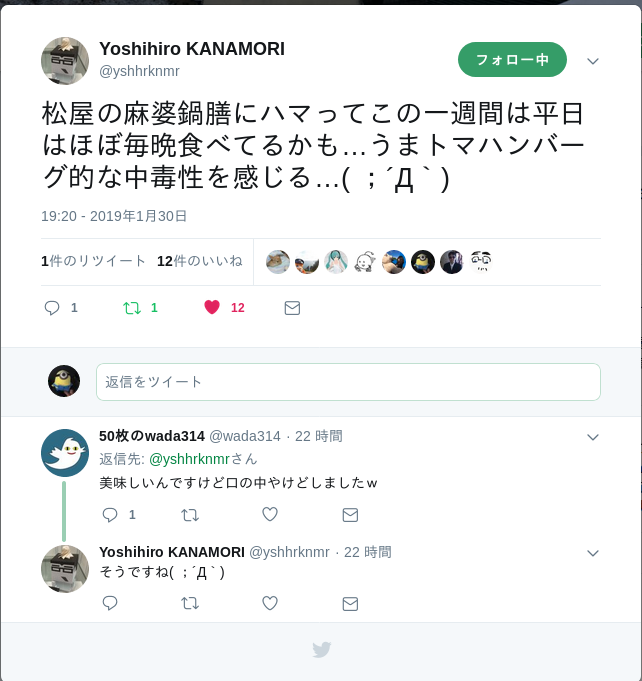 Yoshihiro KANAMORI
@yshhrknmr
フォロー中
松屋の麻婆鍋膳にハマってこの一週間は平日
はほぼ毎晩食べてるかも…うまトマハンバー
グ的な中毒性を感じる…( ；´Д｀)
19:20 - 2019年1月30日
1件のリツイート 12件のいいね
1 1 12
返信をツイート
50枚のwada314 @wada314 · 22 時間
返信先: @yshhrknmrさん
美味しいんですけど口の中やけどしましたｗ
1
Yoshihiro KANAMORI @yshhrknmr · 22 時間
そうですね( ；´Д｀)